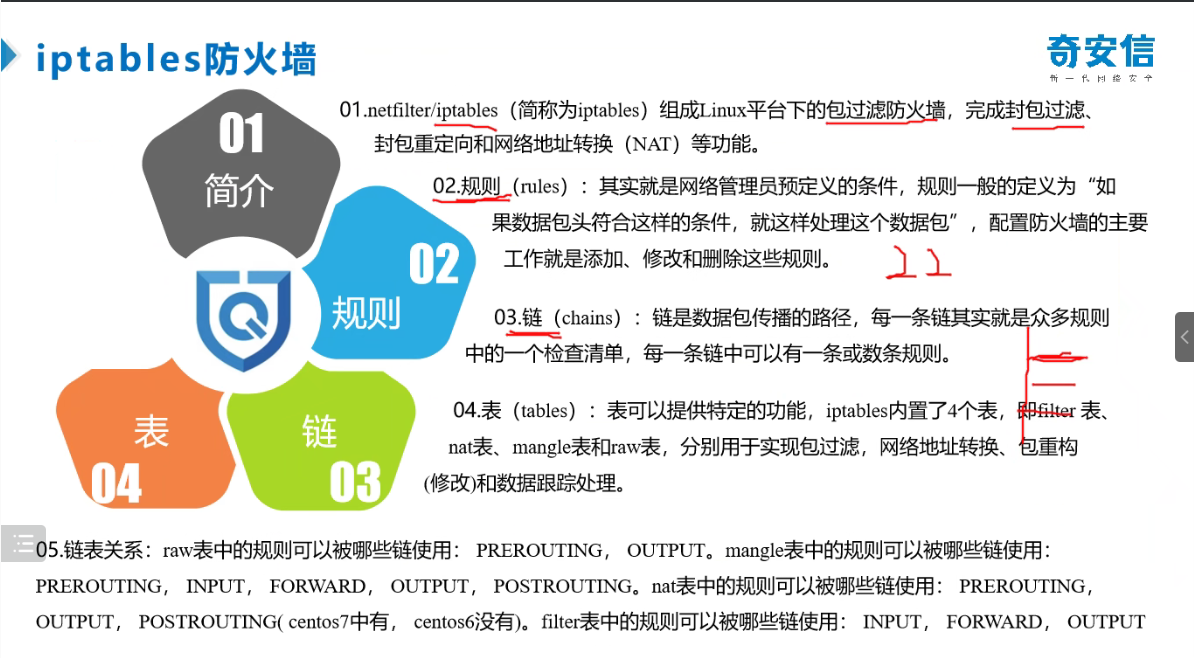 iptables防火墙
奇安信
新一代网络安全
01
简介
02
规则
03
链
04
表
01.netfilter/iptables（简称为iptables）组成Linux平台下的包过滤防火墙，完成封包过滤、
封包重定向和网络地址转换（NAT）等功能。
02.规则（rules）：其实就是网络管理员预定义的条件，规则一般的定义为“如
果数据包头符合这样的条件，就这样处理这个数据包”，配置防火墙的主要
工作就是添加、修改和删除这些规则。
03.链（chains）：链是数据包传播的路径，每一条链其实就是众多规则
中的一个检查清单，每一条链中可以有一条或数条规则。
04.表（tables）：表可以提供特定的功能，iptables内置了4个表，即filter 表、
nat表、mangle表和raw表，分别用于实现包过滤，网络地址转换、包重构
(修改)和数据跟踪处理。
05.链表关系：raw表中的规则可以被哪些链使用： PREROUTING， OUTPUT。mangle表中的规则可以被哪些链使用：
PREROUTING， INPUT， FORWARD， OUTPUT， POSTROUTING。nat表中的规则可以被哪些链使用： PREROUTING，
OUTPUT， POSTROUTING( centos7中有， centos6没有)。filter表中的规则可以被哪些链使用： INPUT， FORWARD， OUTPUT